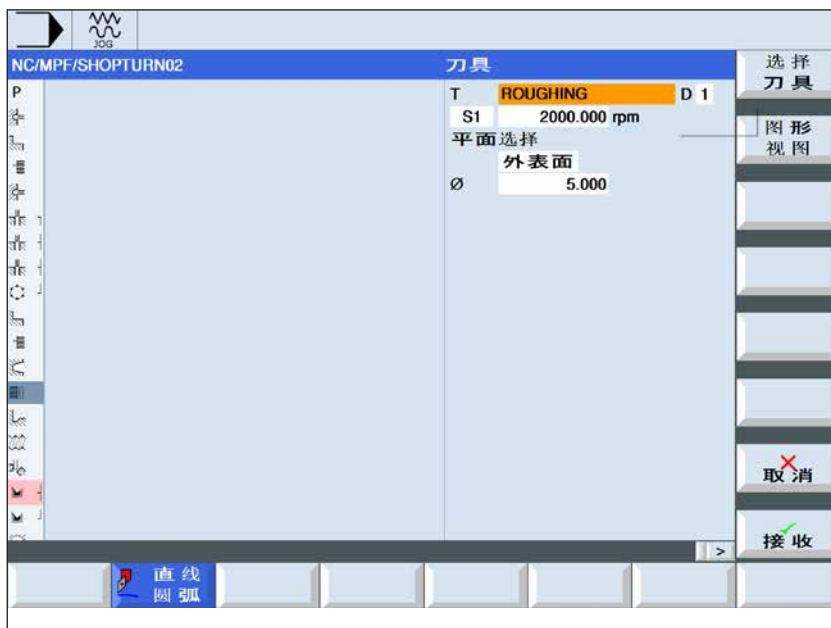 JOG
NC/MPF/SHOPTURN02
刀具
P
T ROUGHING D 1
S1 2000.000 rpm
平面选择
外表面
Ø 5.000
选择
刀具
图形
视图
取消
接收
>
直线
圆弧